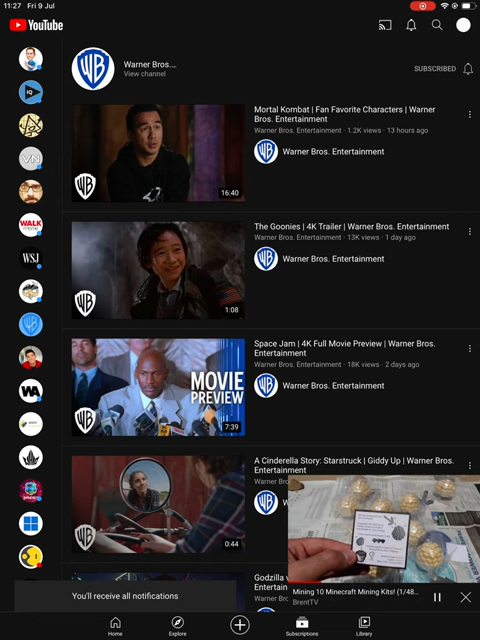 11:27 Fri 9 Jul
YouTube
Warner Bros....
View channel
SUBSCRIBED
Mortal Kombat | Fan Favorite Characters | Warner
Bros. Entertainment
Warner Bros. Entertainment · 1.2K views · 13 hours ago
Warner Bros. Entertainment
16:40
The Goonies | 4K Trailer | Warner Bros. Entertainment
Warner Bros. Entertainment · 13K views · 1 day ago
Warner Bros. Entertainment
1:08
Space Jam | 4K Full Movie Preview | Warner Bros.
Entertainment
Warner Bros. Entertainment · 18K views · 2 days ago
Warner Bros. Entertainment
MOVIE
PREVIEW
7:39
A Cinderella Story: Starstruck | Giddy Up | Warner Bros.
Entertainment
Warner Bro
0:44
Godzilla v
Bros. Ente
Mining 10 Minecraft Mining Kits! (1/48...
BrentTV
You'll receive all notifications
IQ
VN
WALK
WSJ
WA
WB
Home
Explore
Subscriptions
Library